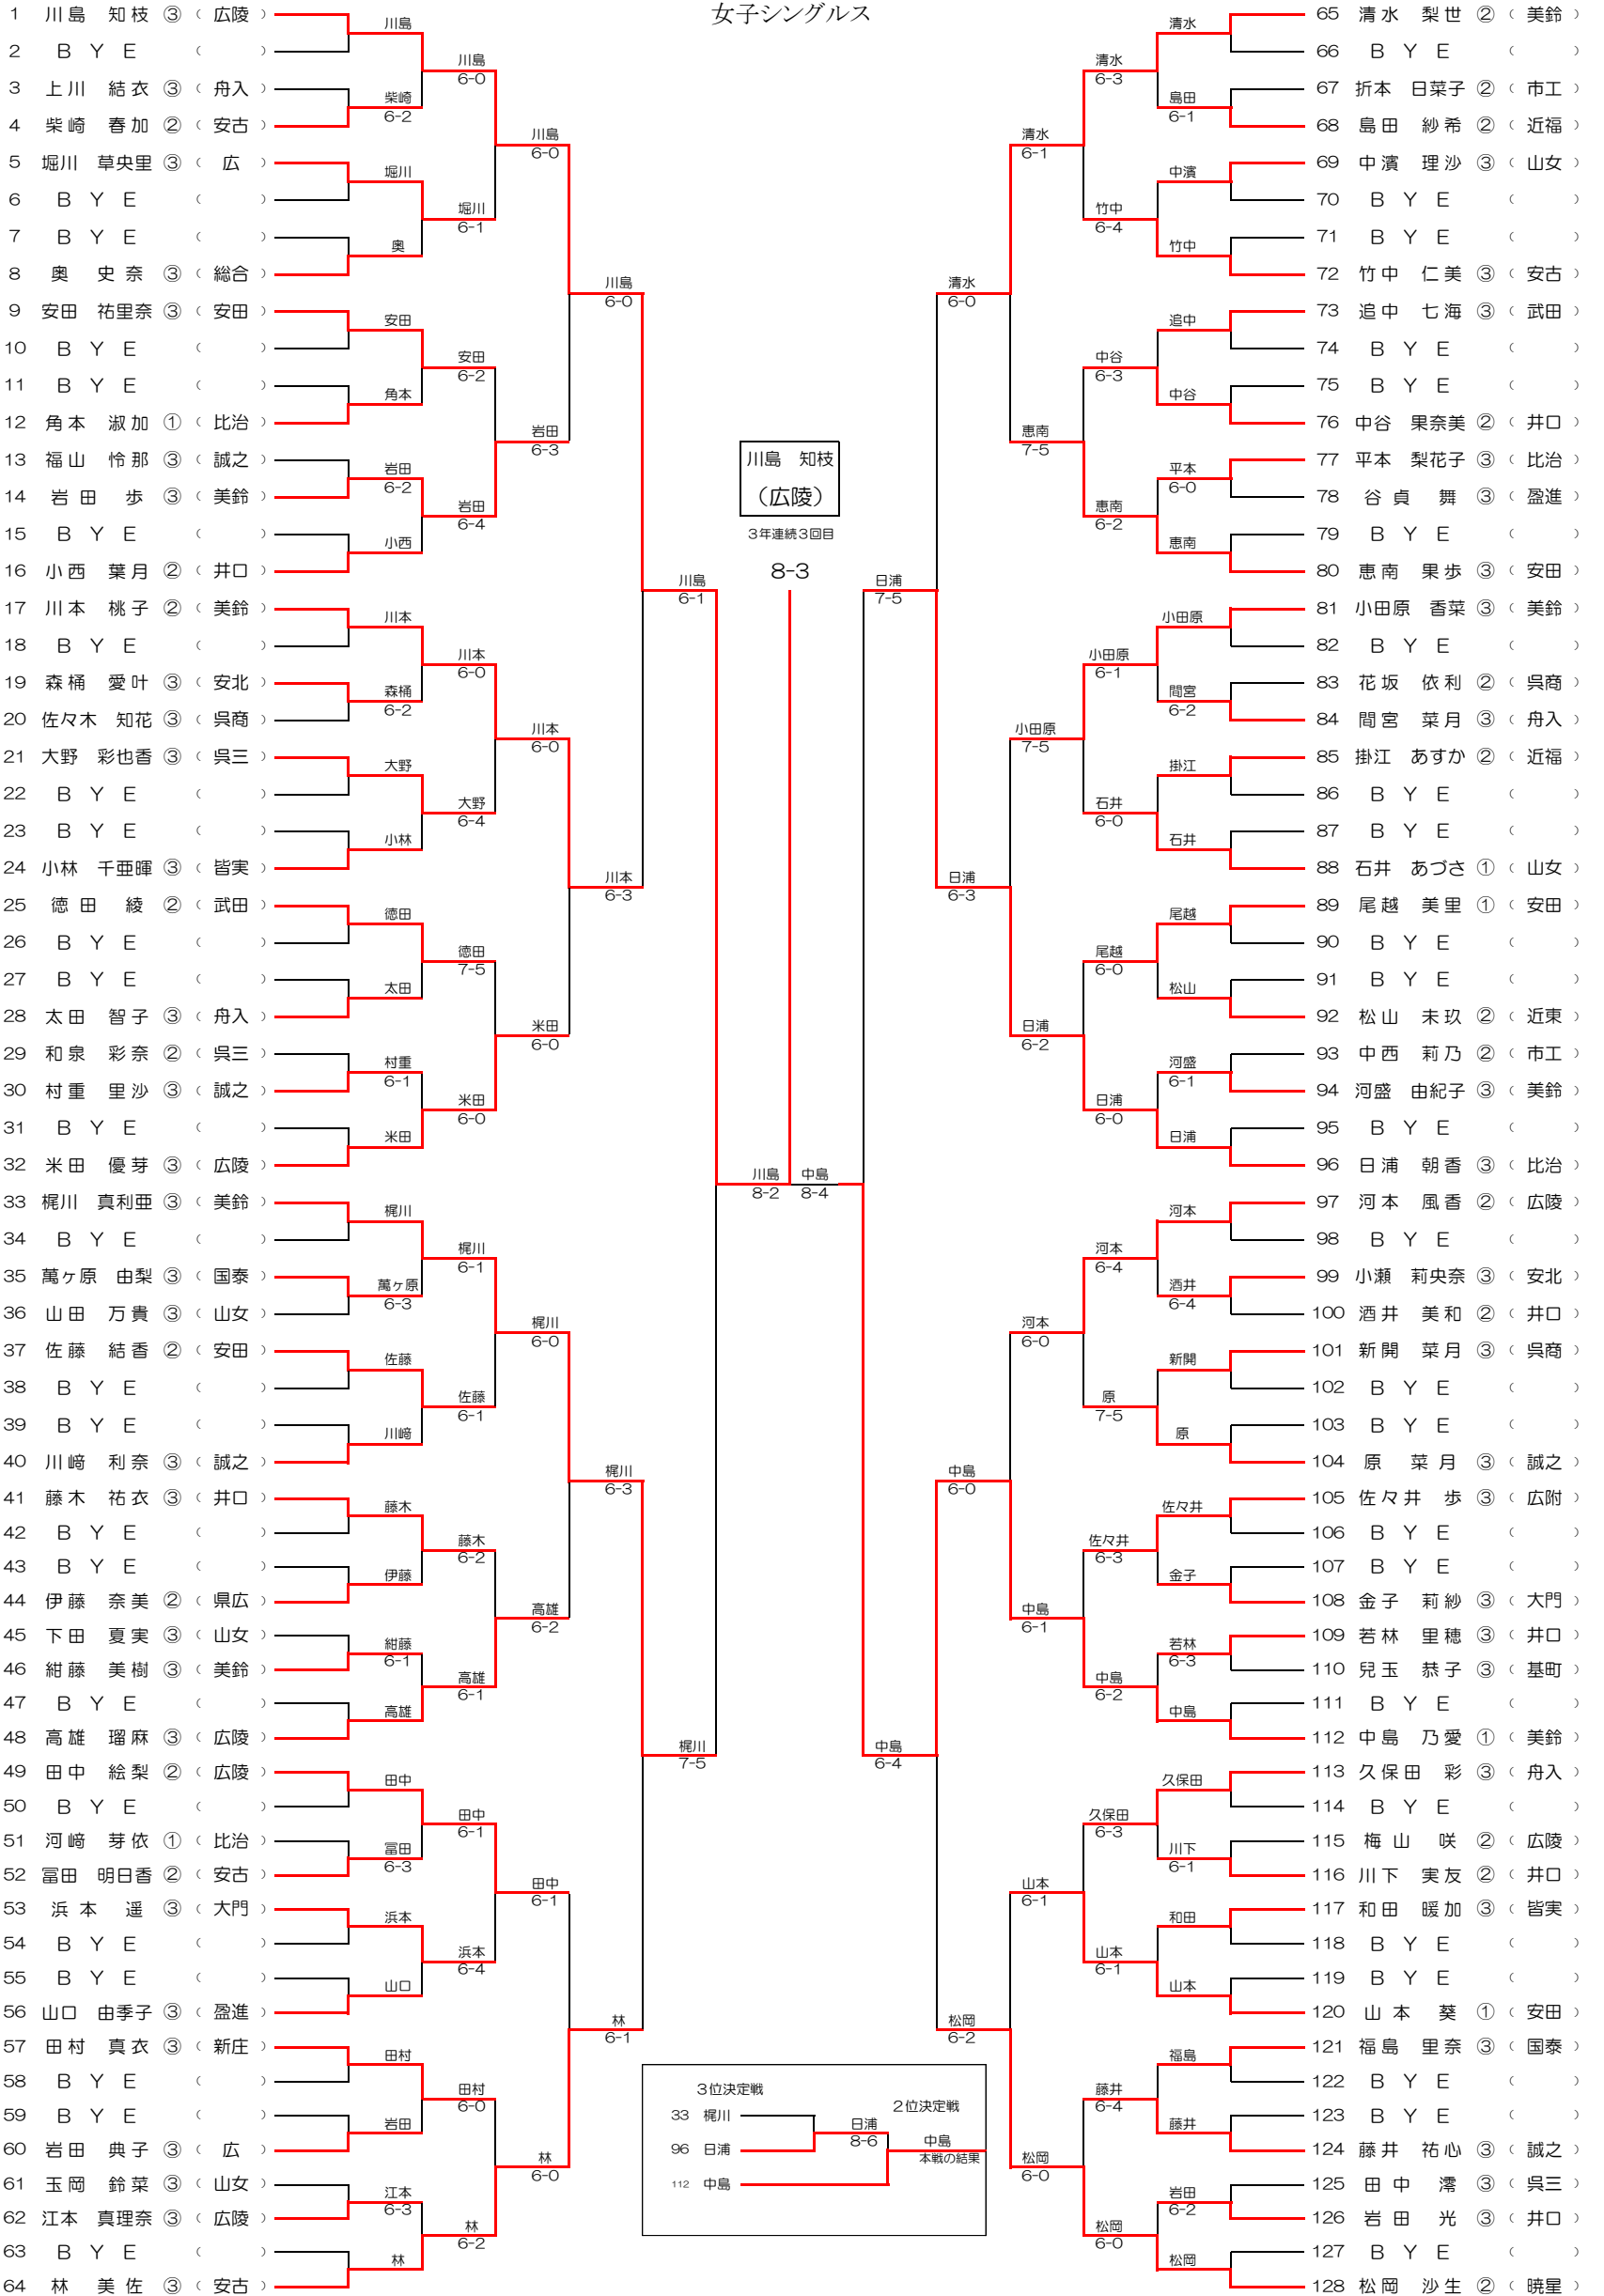 女子シングルス
1 川島 知枝 ③ （ 広陵 ）
2 B Y E （ ）
3 上川 結衣 ③ （ 舟入 ）
4 柴崎 春加 ② （ 安古 ）
5 堀川 草央里 ③ （ 広 ）
6 B Y E （ ）
7 B Y E （ ）
8 奥 史奈 ③ （ 総合 ）
9 安田 祐里奈 ③ （ 安田 ）
10 B Y E （ ）
11 B Y E （ ）
12 角本 淑加 ① （ 比治 ）
13 福山 怜那 ③ （ 誠之 ）
14 岩田 歩 ③ （ 美鈴 ）
15 B Y E （ ）
16 小西 葉月 ② （ 井口 ）
17 川本 桃子 ② （ 美鈴 ）
18 B Y E （ ）
19 森桶 愛叶 ③ （ 安北 ）
20 佐々木 知花 ③ （ 呉商 ）
21 大野 彩也香 ③ （ 呉三 ）
22 B Y E （ ）
23 B Y E （ ）
24 小林 千亜暉 ③ （ 皆実 ）
25 徳田 綾 ② （ 武田 ）
26 B Y E （ ）
27 B Y E （ ）
28 太田 智子 ③ （ 舟入 ）
29 和泉 彩奈 ② （ 呉三 ）
30 村重 里沙 ③ （ 誠之 ）
31 B Y E （ ）
32 米田 優芽 ③ （ 広陵 ）
33 梶川 真利亜 ③ （ 美鈴 ）
34 B Y E （ ）
35 萬ヶ原 由梨 ③ （ 国泰 ）
36 山田 万貴 ③ （ 山女 ）
37 佐藤 結香 ② （ 安田 ）
38 B Y E （ ）
39 B Y E （ ）
40 川﨑 利奈 ③ （ 誠之 ）
41 藤木 祐衣 ③ （ 井口 ）
42 B Y E （ ）
43 B Y E （ ）
44 伊藤 奈美 ② （ 県広 ）
45 下田 夏実 ③ （ 山女 ）
46 紺藤 美樹 ③ （ 美鈴 ）
47 B Y E （ ）
48 高雄 瑠麻 ③ （ 広陵 ）
49 田中 絵梨 ② （ 広陵 ）
50 B Y E （ ）
51 河﨑 芽依 ① （ 比治 ）
52 冨田 明日香 ② （ 安古 ）
53 浜本 遥 ③ （ 大門 ）
54 B Y E （ ）
55 B Y E （ ）
56 山口 由季子 ③ （ 盈進 ）
57 田村 真衣 ③ （ 新庄 ）
58 B Y E （ ）
59 B Y E （ ）
60 岩田 典子 ③ （ 広 ）
61 玉岡 鈴菜 ③ （ 山女 ）
62 江本 真理奈 ③ （ 広陵 ）
63 B Y E （ ）
64 林 美佐 ③ （ 安古 ）
川島
柴崎
6-2
堀川
奥
安田
角本
岩田
6-2
小西
川本
森桶
6-2
大野
小林
徳田
太田
村重
6-1
米田
梶川
萬ヶ原
6-3
佐藤
川﨑
藤木
伊藤
紺藤
6-1
高雄
田中
冨田
6-3
浜本
山口
田村
岩田
江本
6-3
林
川島
6-0
堀川
6-1
安田
6-2
岩田
6-4
川本
6-0
大野
6-4
徳田
7-5
米田
6-0
梶川
6-1
佐藤
6-1
藤木
6-2
高雄
6-1
田中
6-1
浜本
6-4
田村
6-0
林
6-2
川島
6-0
岩田
6-3
川本
6-0
米田
6-0
梶川
6-0
高雄
6-2
田中
6-1
林
6-0
川島
6-0
川本
6-3
梶川
6-3
林
6-1
川島
6-1
梶川
7-5
川島
8-2
川島 知枝
（広陵）
3年連続3回目
8-3
中島
8-4
日浦
7-5
中島
6-4
清水
6-0
日浦
6-3
中島
6-0
松岡
6-2
清水
6-1
恵南
7-5
小田原
7-5
日浦
6-2
河本
6-0
中島
6-1
山本
6-1
松岡
6-0
清水
6-3
竹中
6-4
中谷
6-3
恵南
6-2
小田原
6-1
石井
6-0
尾越
6-0
日浦
6-0
河本
6-4
原
7-5
佐々井
6-3
中島
6-2
久保田
6-3
山本
6-1
藤井
6-4
松岡
6-0
清水
島田
6-1
中濱
竹中
追中
中谷
平本
6-0
恵南
小田原
間宮
6-2
掛江
石井
尾越
松山
河盛
6-1
日浦
河本
酒井
6-4
新開
原
佐々井
金子
若林
6-3
中島
久保田
川下
6-1
和田
山本
福島
藤井
岩田
6-2
松岡
65 清水 梨世 ② （ 美鈴 ）
66 B Y E （ ）
67 折本 日菜子 ② （ 市工 ）
68 島田 紗希 ② （ 近福 ）
69 中濱 理沙 ③ （ 山女 ）
70 B Y E （ ）
71 B Y E （ ）
72 竹中 仁美 ③ （ 安古 ）
73 追中 七海 ③ （ 武田 ）
74 B Y E （ ）
75 B Y E （ ）
76 中谷 果奈美 ② （ 井口 ）
77 平本 梨花子 ③ （ 比治 ）
78 谷貞 舞 ③ （ 盈進 ）
79 B Y E （ ）
80 恵南 果歩 ③ （ 安田 ）
81 小田原 香菜 ③ （ 美鈴 ）
82 B Y E （ ）
83 花坂 依利 ② （ 呉商 ）
84 間宮 菜月 ③ （ 舟入 ）
85 掛江 あすか ② （ 近福 ）
86 B Y E （ ）
87 B Y E （ ）
88 石井 あづさ ① （ 山女 ）
89 尾越 美里 ① （ 安田 ）
90 B Y E （ ）
91 B Y E （ ）
92 松山 未玖 ② （ 近東 ）
93 中西 莉乃 ② （ 市工 ）
94 河盛 由紀子 ③ （ 美鈴 ）
95 B Y E （ ）
96 日浦 朝香 ③ （ 比治 ）
97 河本 風香 ② （ 広陵 ）
98 B Y E （ ）
99 小瀬 莉央奈 ③ （ 安北 ）
100 酒井 美和 ② （ 井口 ）
101 新開 菜月 ③ （ 呉商 ）
102 B Y E （ ）
103 B Y E （ ）
104 原 菜月 ③ （ 誠之 ）
105 佐々井 歩 ③ （ 広附 ）
106 B Y E （ ）
107 B Y E （ ）
108 金子 莉紗 ③ （ 大門 ）
109 若林 里穂 ③ （ 井口 ）
110 兒玉 恭子 ③ （ 基町 ）
111 B Y E （ ）
112 中島 乃愛 ① （ 美鈴 ）
113 久保田 彩 ③ （ 舟入 ）
114 B Y E （ ）
115 梅山 咲 ② （ 広陵 ）
116 川下 実友 ② （ 井口 ）
117 和田 暖加 ③ （ 皆実 ）
118 B Y E （ ）
119 B Y E （ ）
120 山本 葵 ① （ 安田 ）
121 福島 里奈 ③ （ 国泰 ）
122 B Y E （ ）
123 B Y E （ ）
124 藤井 祐心 ③ （ 誠之 ）
125 田中 澪 ③ （ 呉三 ）
126 岩田 光 ③ （ 井口 ）
127 B Y E （ ）
128 松岡 沙生 ② （ 暁星 ）
3位決定戦
2位決定戦
33 梶川
96 日浦
112 中島
日浦
8-6
中島
本戦の結果